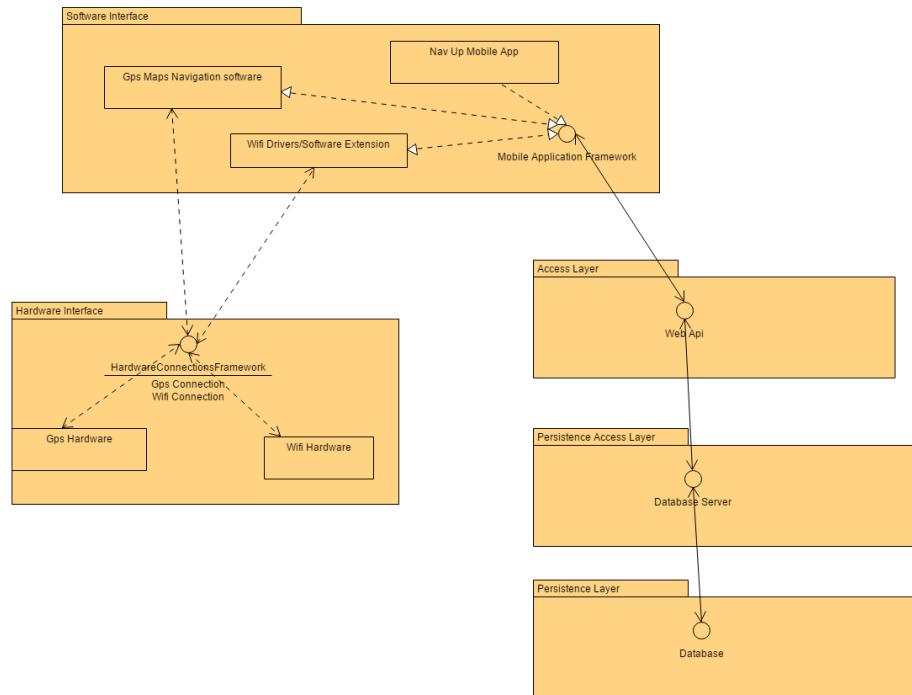 Software Interface
Nav Up Mobile App
Gps Maps Navigation software
Wifi Drivers/Software Extension
Mobile Application Framework
Access Layer
Web Api
Hardware Interface
HardwareConnectionsFramework
Gps Connection
Wifi Connection
Gps Hardware
Wifi Hardware
Persistence Access Layer
Database Server
Persistence Layer
Database